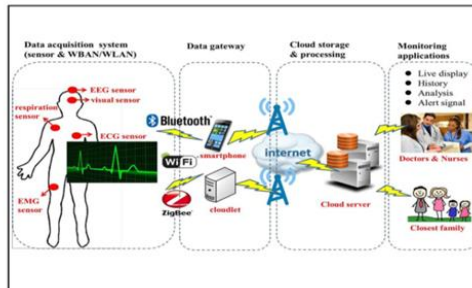 Data acquisition system
(sensor & WBAN/WLAN)
EEG sensor
visual sensor
respiration
sensor
ECG sensor
EMG
sensor
Data gateway
Bluetooth
smartphone
WiFi
cloudlet
ZigBee
Cloud storage
& processing
internet
Cloud server
Monitoring
applications
Live display
History
Analysis
Alert signal
Doctors & Nurses
Closest family